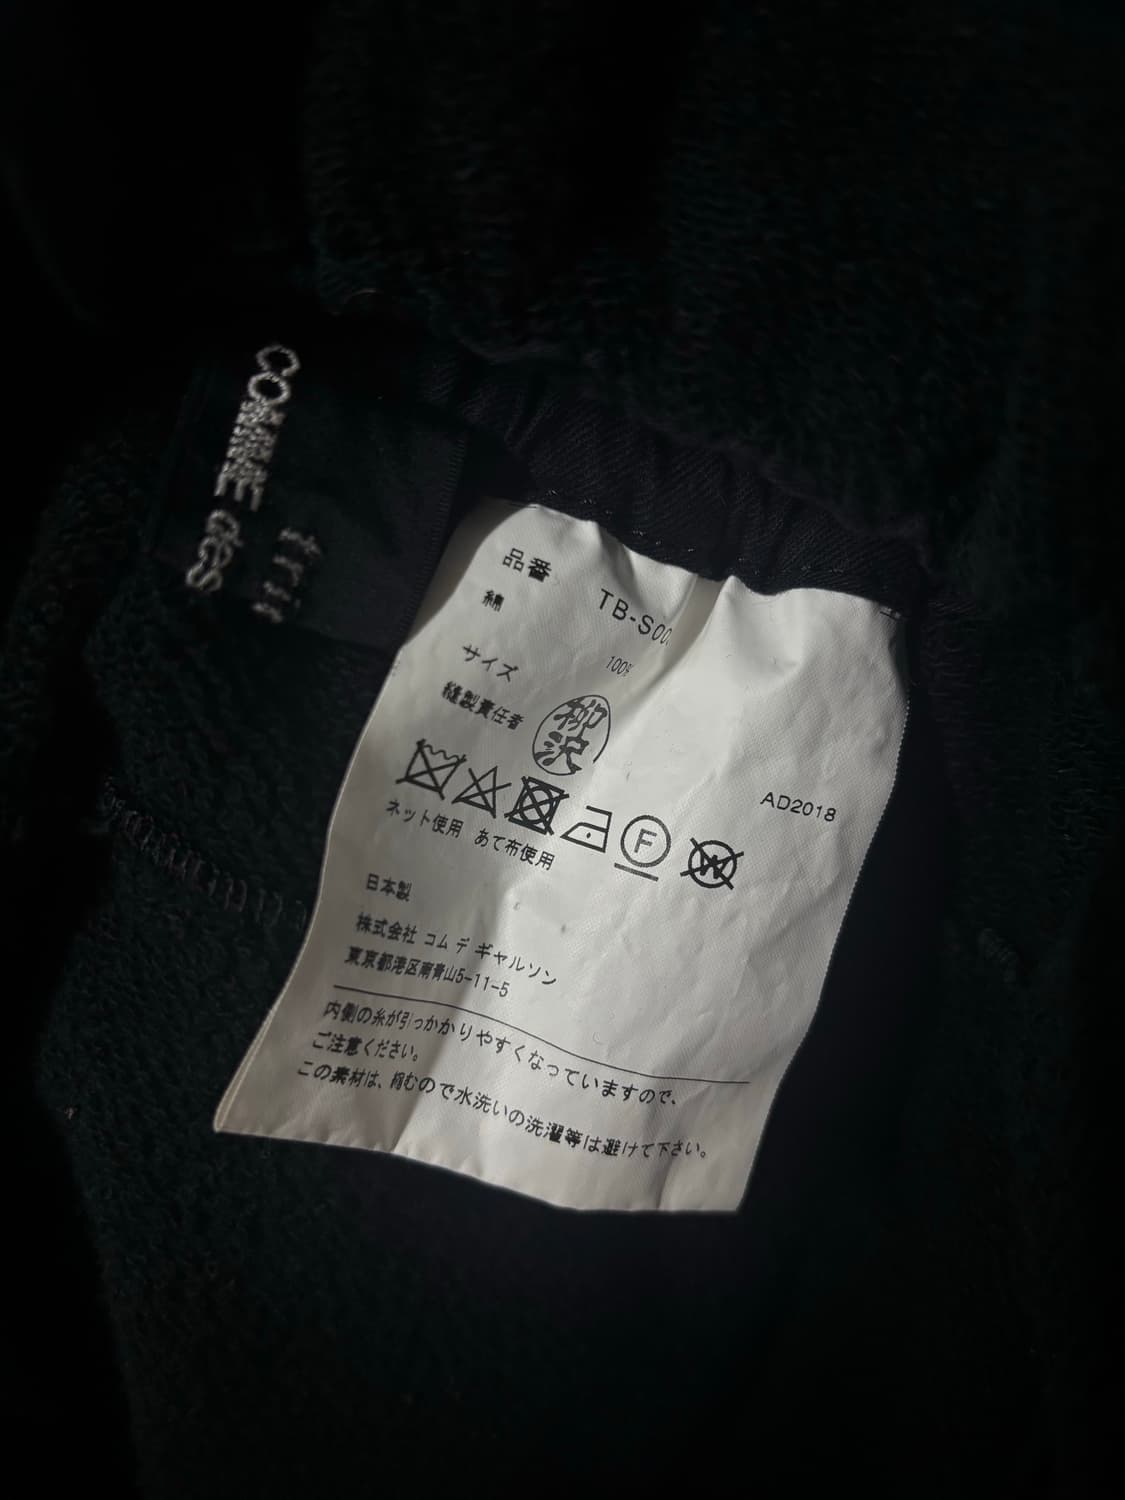 COMME des
tri
品番 TB-S00
綿 100%
サイズ
縫製責任者 柳沢
AD2018
F
W
ネット使用 あて布使用
日本製
株式会社 コム デ ギャルソン
東京都港区南青山5-11-5
内側の糸が引っかかりやすくなっていますので、
ご注意ください。
この素材は、縮むので水洗いの洗濯等は避けて下さい。